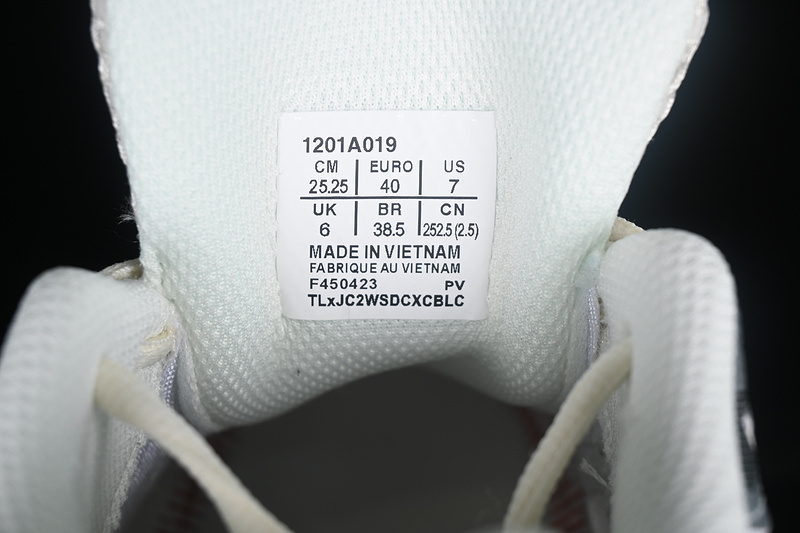 1201A019
CM EURO US
25.25 40 7
UK BR CN
6 38.5 252.5(2.5)
MADE IN VIETNAM
FABRIQUE AU VIETNAM
F450423 PV
TLxJC2WSDCXCBLC